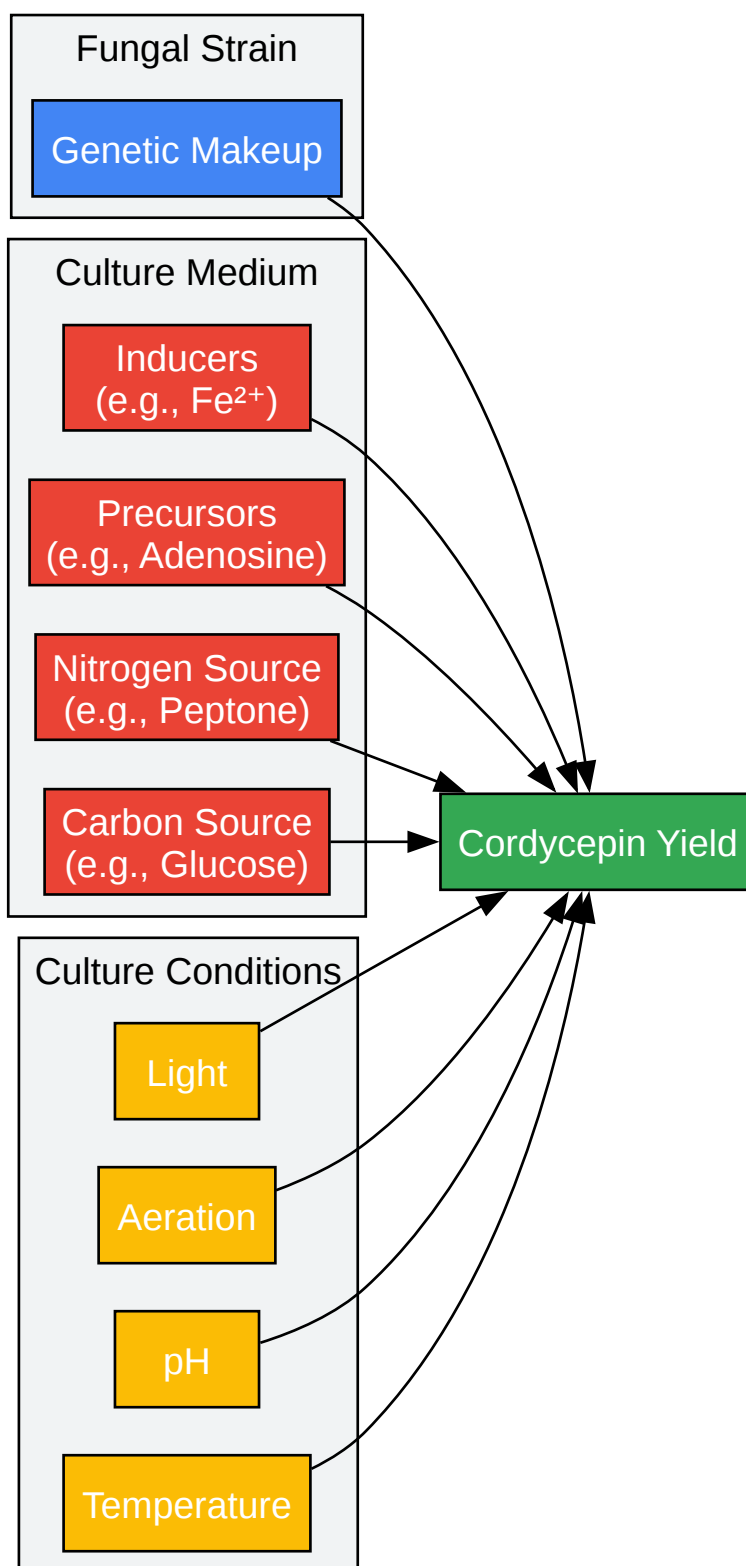 Fungal Strain
Genetic Makeup
Culture Medium
Inducers
(e.g., Fe²⁺)
Precursors
(e.g., Adenosine)
Nitrogen Source
(e.g., Peptone)
Carbon Source
(e.g., Glucose)
Cordycepin Yield
Culture Conditions
Light
Aeration
pH
Temperature